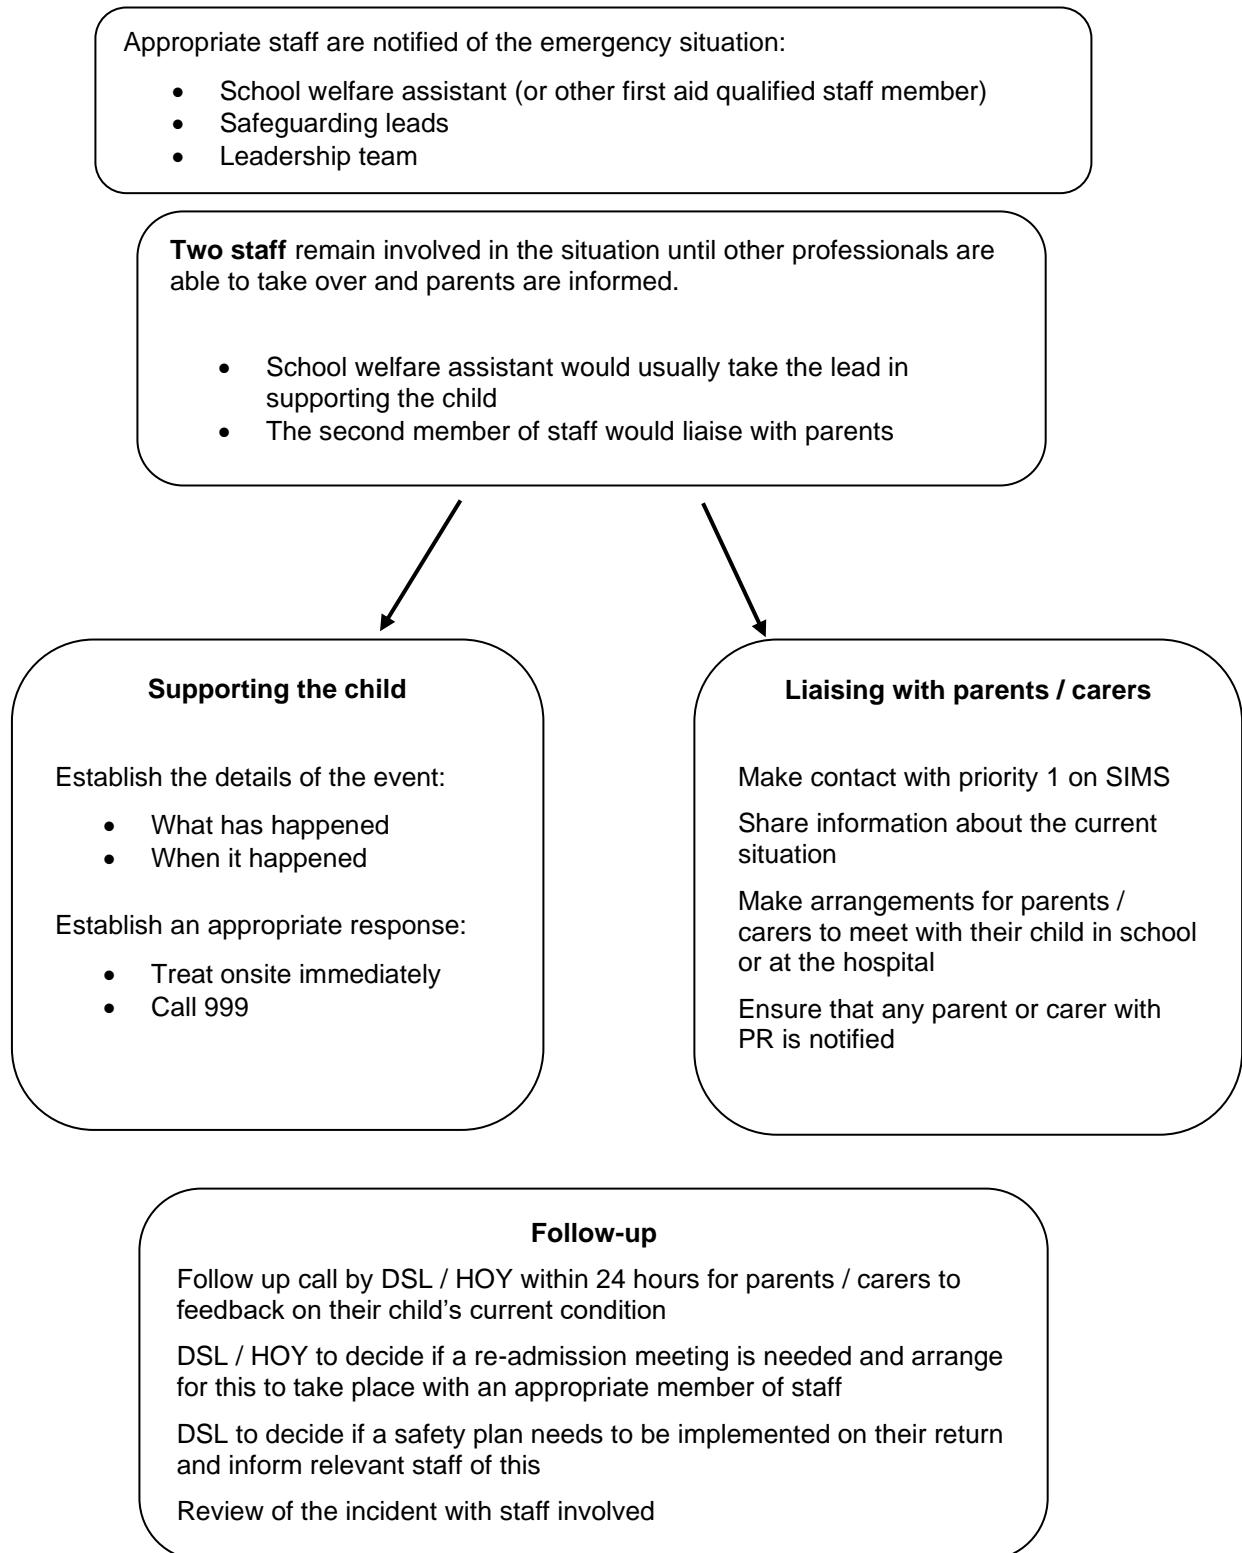 Appropriate staff are notified of the emergency situation:
• School welfare assistant (or other first aid qualified staff member)
• Safeguarding leads
• Leadership team
Two staff remain involved in the situation until other professionals are
able to take over and parents are informed.
• School welfare assistant would usually take the lead in
supporting the child
• The second member of staff would liaise with parents
Supporting the child
Establish the details of the event:
• What has happened
• When it happened
Establish an appropriate response:
• Treat onsite immediately
• Call 999
Liaising with parents / carers
Make contact with priority 1 on SIMS
Share information about the current
situation
Make arrangements for parents /
carers to meet with their child in school
or at the hospital
Ensure that any parent or carer with
PR is notified
Follow-up
Follow up call by DSL / HOY within 24 hours for parents / carers to
feedback on their child's current condition
DSL / HOY to decide if a re-admission meeting is needed and arrange
for this to take place with an appropriate member of staff
DSL to decide if a safety plan needs to be implemented on their return
and inform relevant staff of this
Review of the incident with staff involved